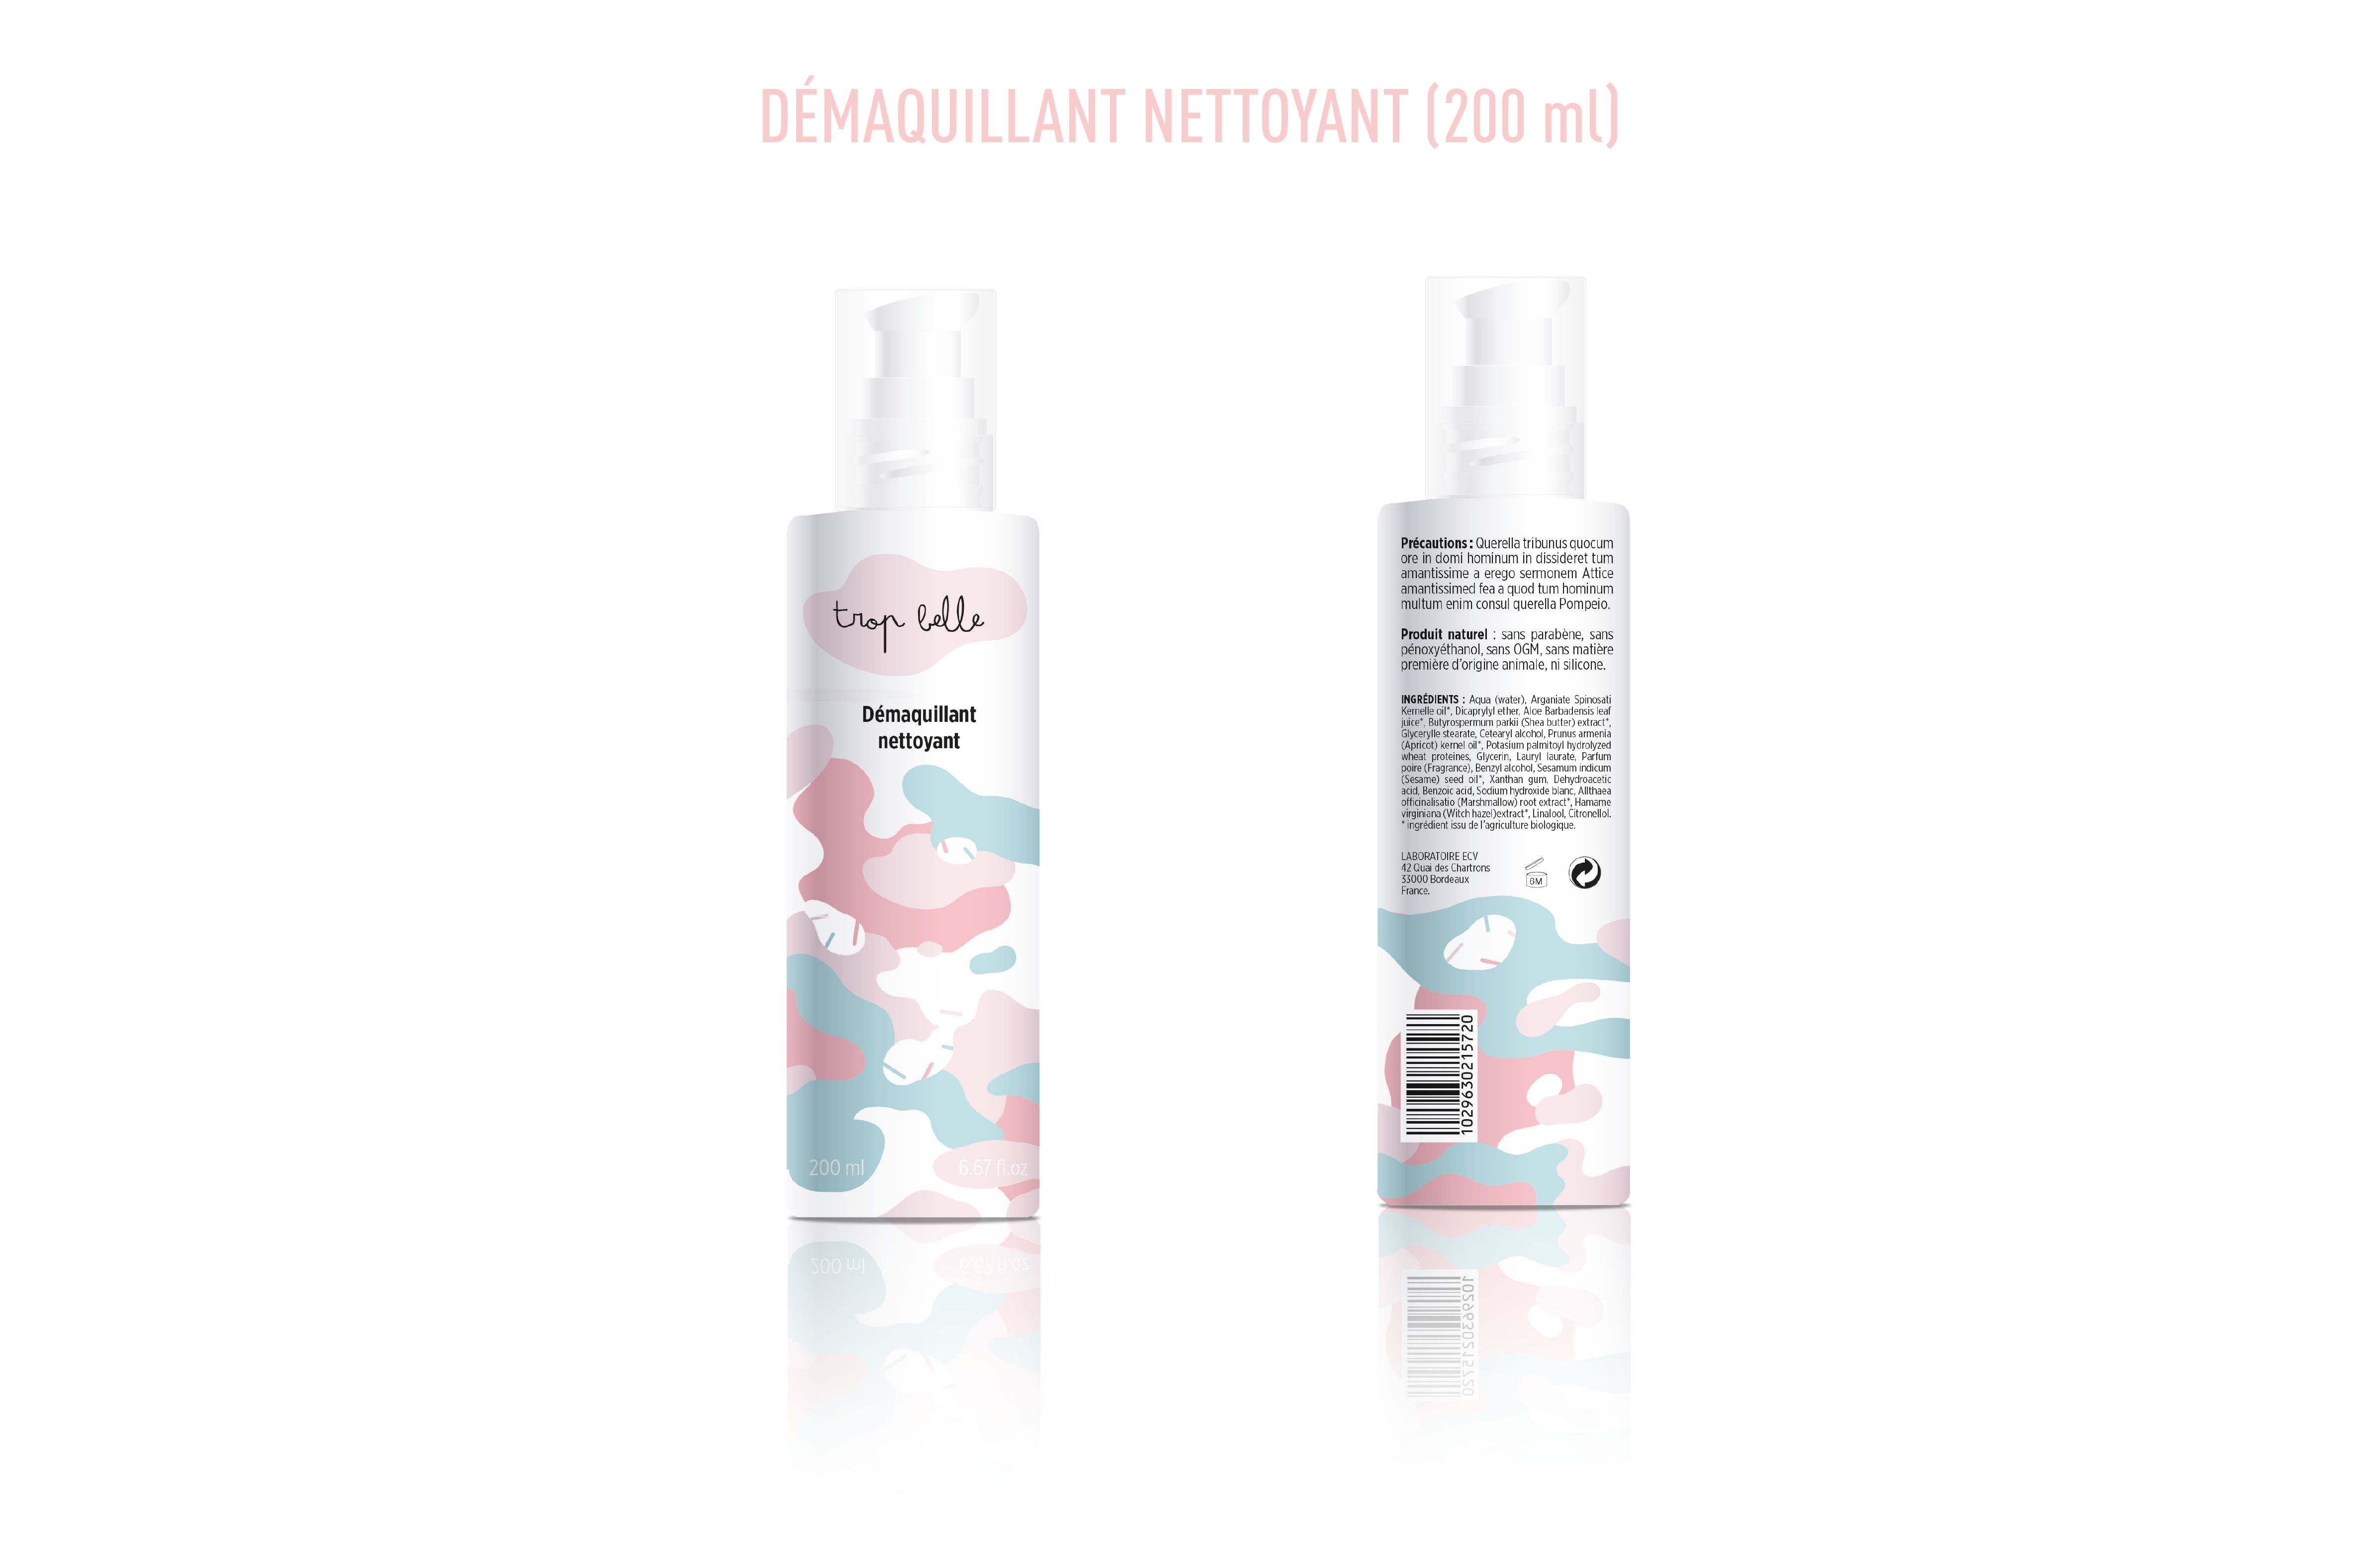 DÉMAQUILLANT NETTOYANT (200 ml)
trop belle
Démaquillant
nettoyant
200 ml
6.67 fl.oz
Précautions : Querella tribunus quocum
ore in domi hominum in dissideret tum
amantissime a erego sermonem Attice
amantissimed fea a quod tum hominum
multum enim consul querella Pompeio.
Produit naturel : sans parabène, sans
pénoxyéthanol, sans OGM, sans matière
première d'origine animale, ni silicone.
INGRÉDIENTS : Aqua (water), Arganiate Spinosati
Kernelle oil*, Dicaprylyl ether, Aloe Barbadensis leaf
juice*, Butyrospermum parkii (Shea butter) extract*,
Glycerylle stearate, Cetearyl alcohol, Prunus armenia
(Apricot) kernel oil*, Potasium palmitoyl hydrolyzed
wheat proteines, Glycerin, Lauryl laurate, Parfum
poire (Fragrance), Benzyl alcohol, Sesamum indicum
(Sesame) seed oil*, Xanthan gum, Dehydroacetic
acid, Benzoic acid, Sodium hydroxide blanc, Allthaea
officinalisatio (Marshmallow) root extract*, Hamame
virginiana (Witch hazel)extract*, Linalool, Citronellol.
* ingrédient issu de l'agriculture biologique.
LABORATOIRE ECV
42 Quai des Chartrons
33000 Bordeaux
France.
6M
1029630215720